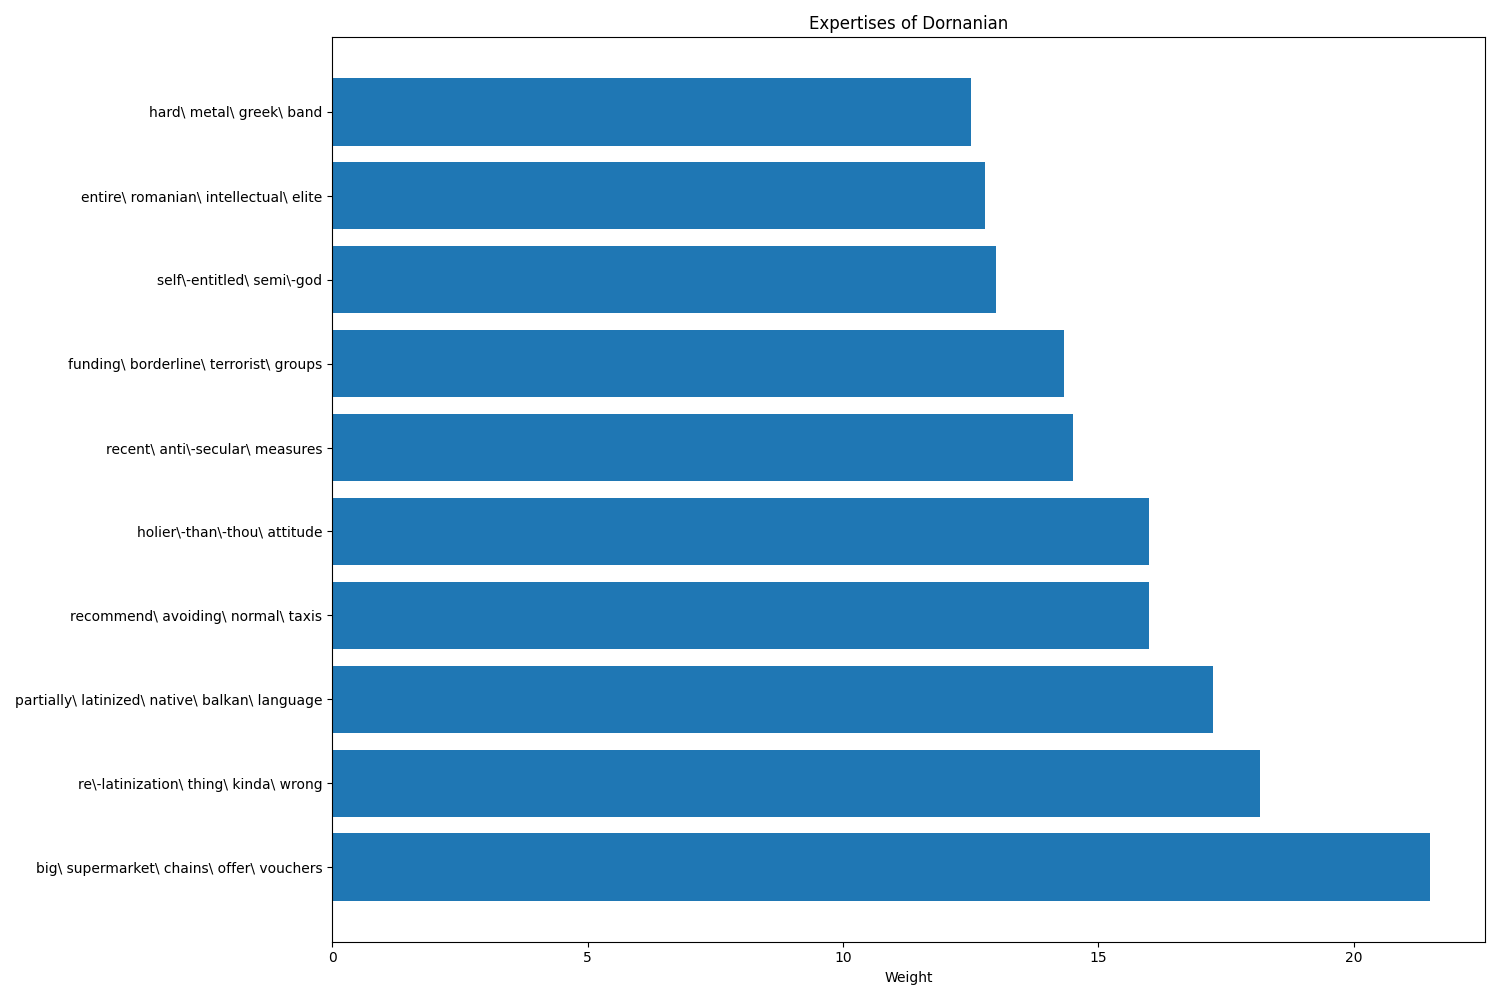 Expertises of Dornanian
hard\ metal\ greek\ band
entire\ romanian\ intellectual\ elite
self\-entitled\ semi\-god
funding\ borderline\ terrorist\ groups
recent\ anti\-secular\ measures
holier\-than\-thou\ attitude
recommend\ avoiding\ normal\ taxis
partially\ latinized\ native\ balkan\ language
re\-latinization\ thing\ kinda\ wrong
big\ supermarket\ chains\ offer\ vouchers
0 5 10 15 20
Weight